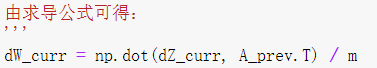 由求导公式可得：
'''
dW_curr = np.dot(dZ_curr, A_prev.T) / m